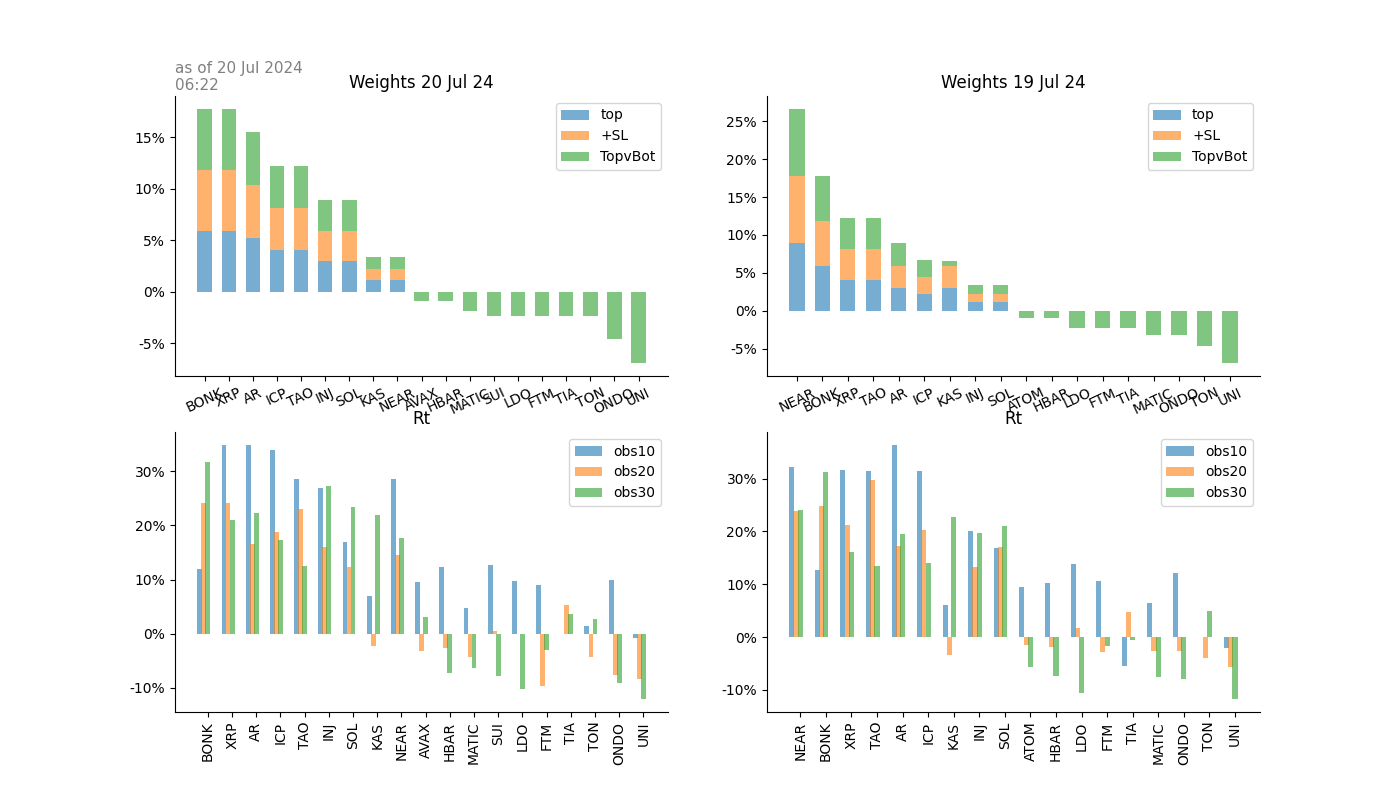 as of 20 Jul 2024
06:22
Weights 20 Jul 24
15%
10%
5%
0%
-5%
top
+SL
TopvBot
BONK XRP AR ICP TAO INJ SOL KAS NEAR AVAX HBAR MATIC SUI LDO FTM TIA TON ONDO UNI
Weights 19 Jul 24
25%
20%
15%
10%
5%
0%
-5%
top
+SL
TopvBot
NEAR BONK XRP TAO AR ICP KAS INJ SOL ATOM HBAR LDO FTM TIA MATIC ONDO TON UNI
Rt
30%
20%
10%
0%
-10%
obs10
obs20
obs30
BONK XRP AR ICP TAO INJ SOL KAS NEAR AVAX HBAR MATIC SUI LDO FTM TIA TON ONDO UNI
Rt
30%
20%
10%
0%
-10%
obs10
obs20
obs30
NEAR BONK XRP TAO AR ICP KAS INJ SOL ATOM HBAR LDO FTM TIA MATIC ONDO TON UNI